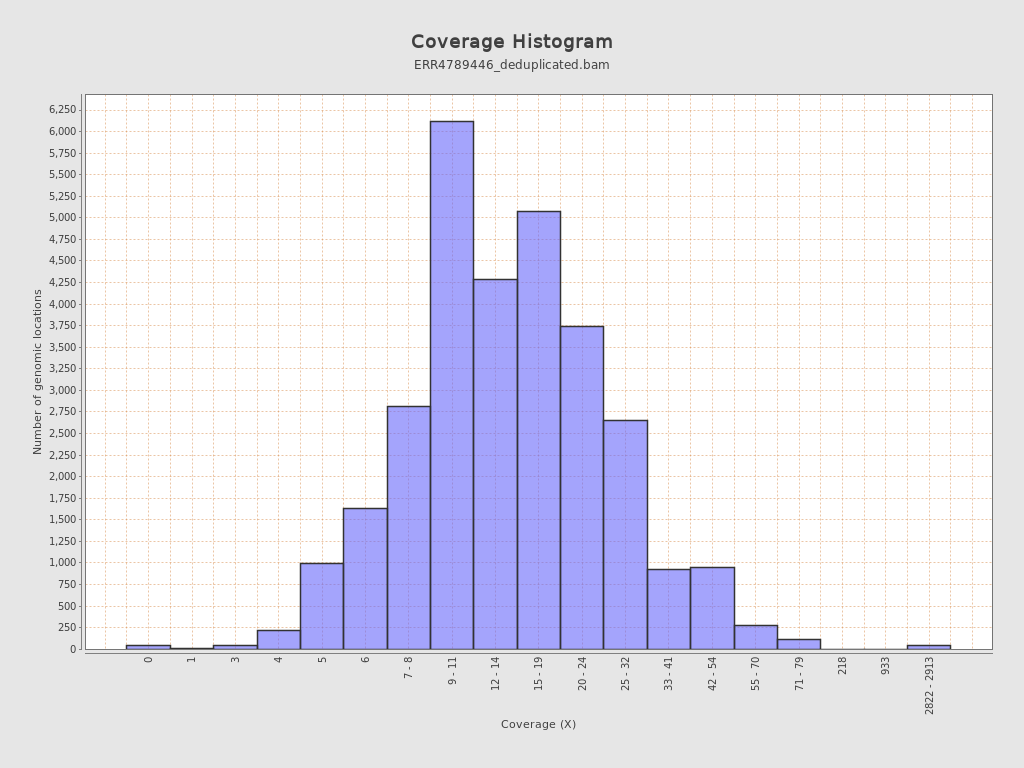 Coverage Histogram
ERR4789446_deduplicated.bam
Number of genomic locations
6,250
6,000
5,750
5,500
5,250
5,000
4,750
4,500
4,250
4,000
3,750
3,500
3,250
3,000
2,750
2,500
2,250
2,000
1,750
1,500
1,250
1,000
750
500
250
0
0
1
3
4
5
6
7 - 8
9 - 11
12 - 14
15 - 19
20 - 24
25 - 32
33 - 41
42 - 54
55 - 70
71 - 79
218
933
2822 - 2913
Coverage (X)